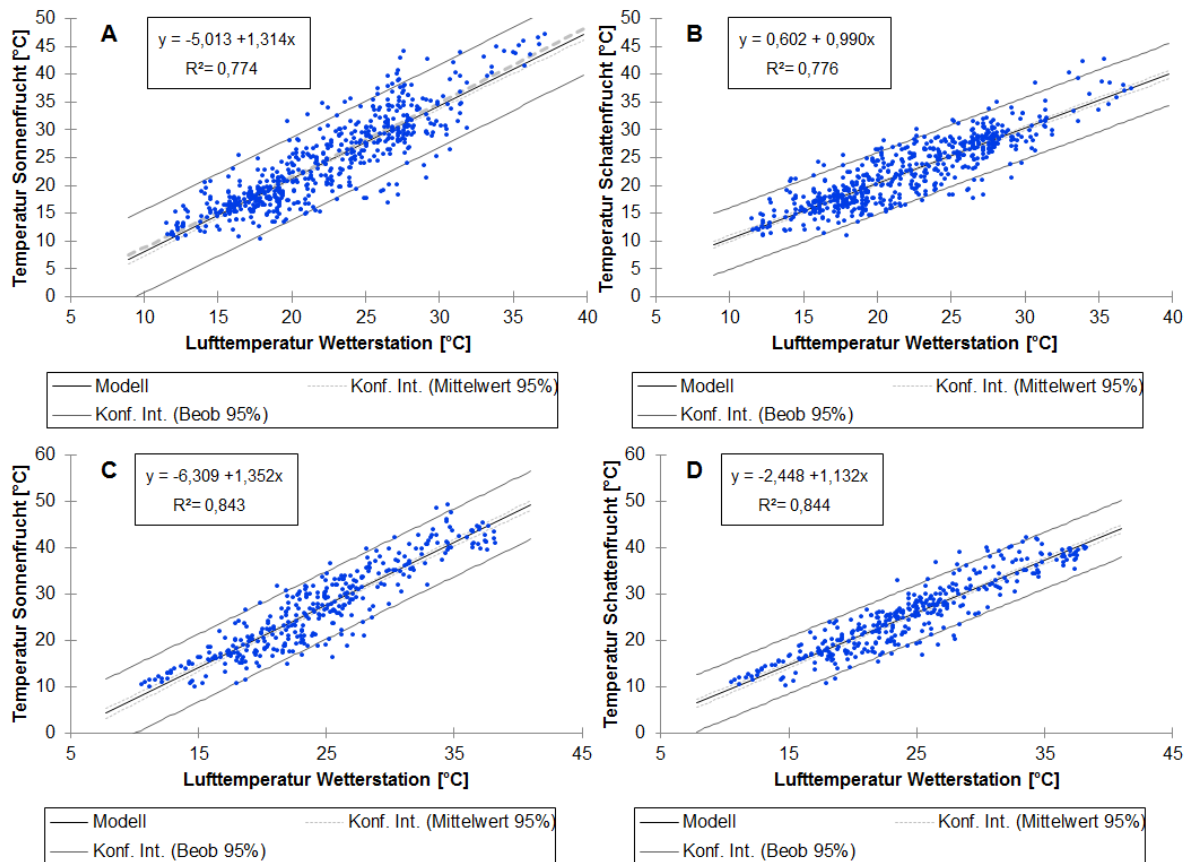 A
y = -5,013 +1,314x
R²= 0,774
Temperatur Sonnenfrucht [°C]
50
45
40
35
30
25
20
15
10
5
0
5 10 15 20 25 30 35 40
Lufttemperatur Wetterstation [°C]
Modell Konf. Int. (Mittelwert 95%)
Konf. Int. (Beob 95%)
B
y = 0,602 + 0,990x
R²= 0,776
Temperatur Schattenfrucht [°C]
50
45
40
35
30
25
20
15
10
5
0
5 10 15 20 25 30 35 40
Lufttemperatur Wetterstation [°C]
Modell Konf. Int. (Mittelwert 95%)
Konf. Int. (Beob 95%)
C
y = -6,309 +1,352x
R²= 0,843
Temperatur Sonnenfrucht [°C]
60
50
40
30
20
10
0
5 15 25 35 45
Lufttemperatur Wetterstation [°C]
Modell Konf. Int. (Mittelwert 95%)
Konf. Int. (Beob 95%)
D
y = -2,448 +1,132x
R²= 0,844
Temperatur Schattenfrucht [°C]
60
50
40
30
20
10
0
5 15 25 35 45
Lufttemperatur Wetterstation [°C]
Modell Konf. Int. (Mittelwert 95%)
Konf. Int. (Beob 95%)